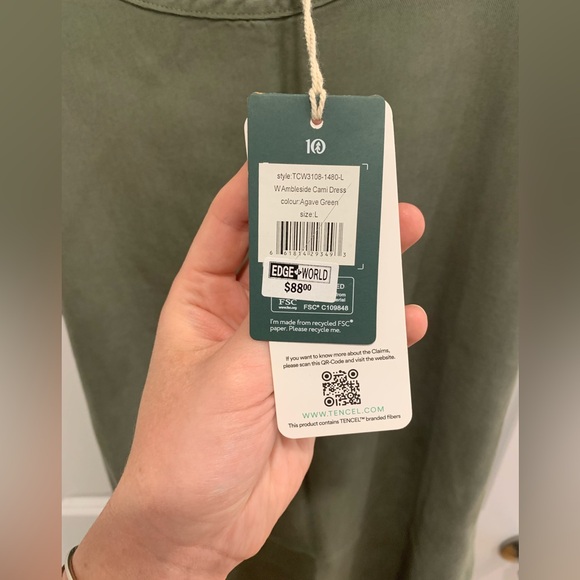 10
style:TCW3108-1480-L
W Ambleside Cami Dress
colour:Agave Green
size:L
EDGE OF WORLD
$88.00
FSC
FSC® C109848
I'm made from recycled FSC®
paper. Please recycle me.
If you want to know more about the Claims,
please scan this QR-Code and visit the website.
WWW.TENCEL.COM
This product contains TENCEL™ branded fibers